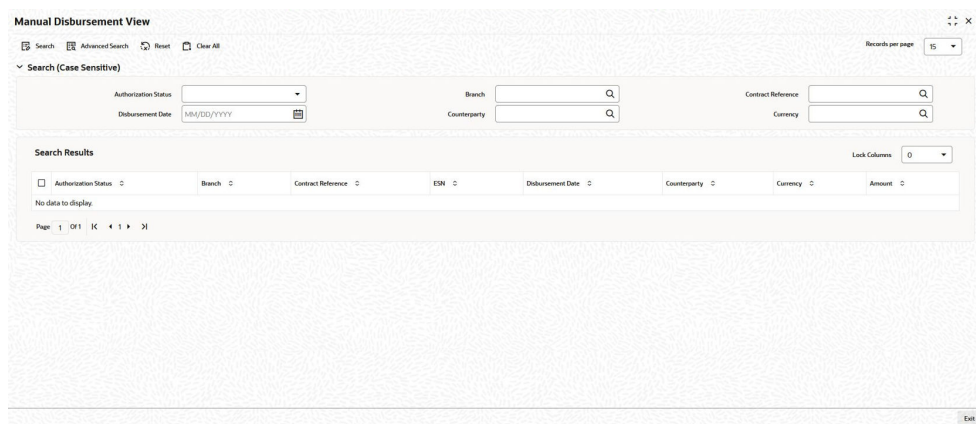 Manual Disbursement View
Search Advanced Search Reset Clear All Records per page 15
Search (Case Sensitive)
Authorization Status Branch Contract Reference
Disbursement Date MM/DD/YYYY Counterparty Currency
Search Results Lock Columns 0
Authorization Status Branch Contract Reference ESN Disbursement Date Counterparty Currency Amount
No data to display.
Page 1 Of 1 1
Exit